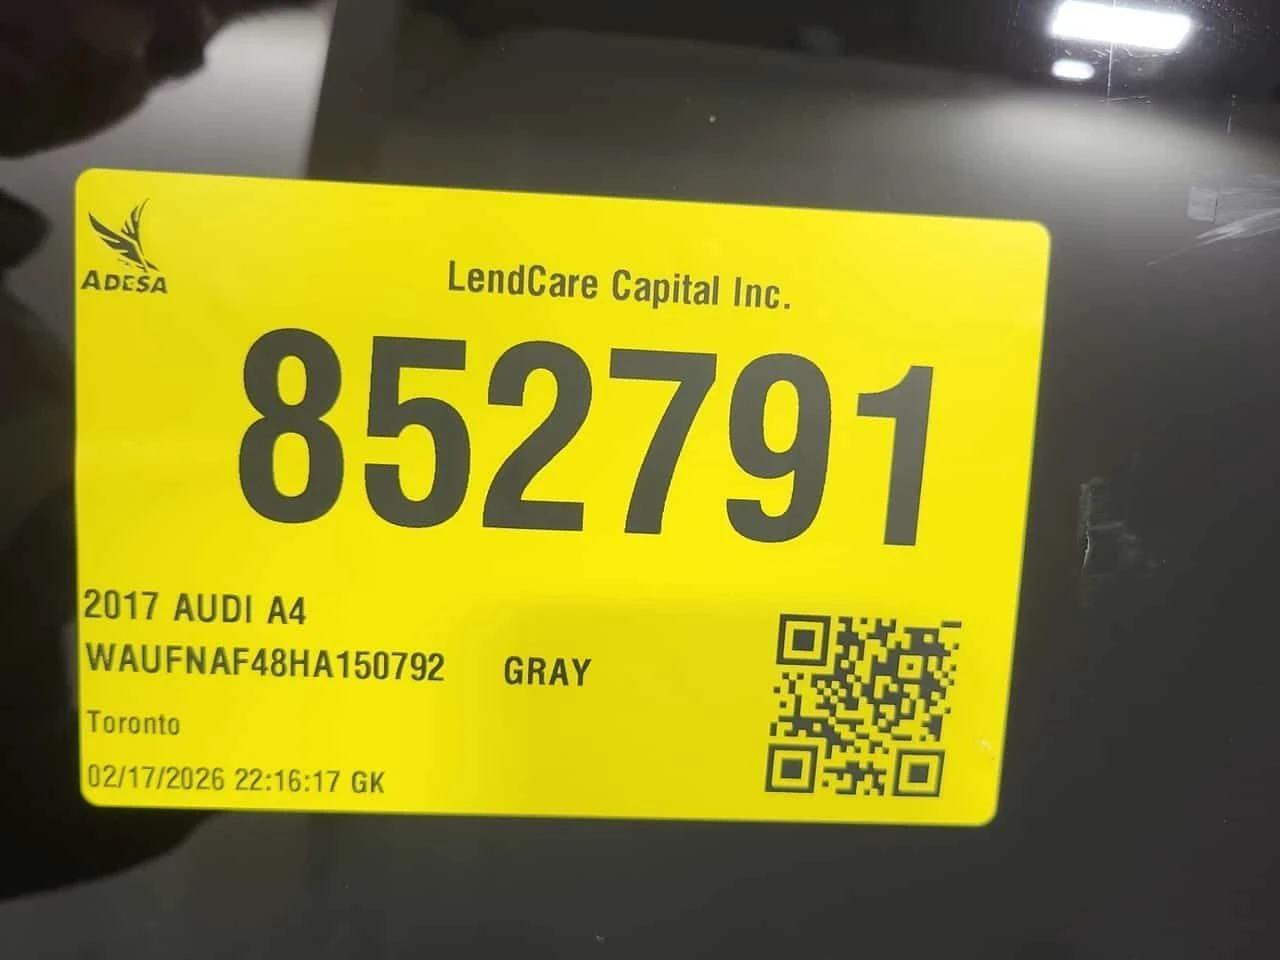 ADESA
LendCare Capital Inc.
852791
2017 AUDI A4
WAUFNAF48HA150792 GRAY
Toronto
02/17/2026 22:16:17 GK